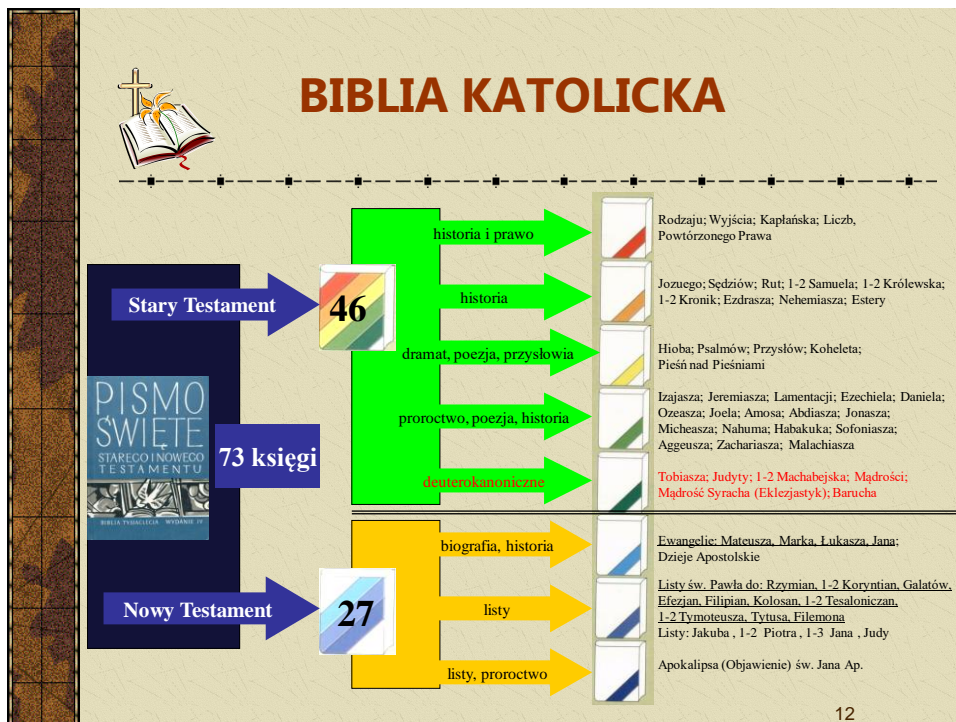 BIBLIA KATOLICKA
historia i prawo
Rodzaju; Wyjścia; Kapłańska; Liczb,
Powtórzonego Prawa
Stary Testament
46
historia
Jozuego; Sędziów; Rut; 1-2 Samuela; 1-2 Królewska;
1-2 Kronik; Ezdrasza; Nehemiasza; Estery
dramat, poezja, przysłowia
Hioba; Psalmów; Przysłów; Koheleta;
Pieśń nad Pieśniami
proroctwo, poezja, historia
Izajasza; Jeremiasza; Lamentacji; Ezechiela; Daniela;
Ozeasza; Joela; Amosa; Abdiasza; Jonasza;
Micheasza; Nahuma; Habakuka; Sofoniasza;
Aggeusza; Zachariasza; Malachiasza
PISMO
ŚWIĘTE
STAREGO I NOWEGO
TESTAMENTU
BIBLIA TYSIĄCLECIA WYDANIE IV
73 księgi
deuterokanoniczne
Tobiasza; Judyty; 1-2 Machabejska; Mądrości;
Mądrość Syracha (Eklezjastyk); Barucha
biografia, historia
Ewangelie: Mateusza, Marka, Łukasza, Jana;
Dzieje Apostolskie
Nowy Testament
27
listy
Listy św. Pawła do: Rzymian, 1-2 Koryntian, Galatów,
Efezjan, Filipian, Kolosan, 1-2 Tesaloniczan,
1-2 Tymoteusza, Tytusa, Filemona
Listy: Jakuba , 1-2 Piotra , 1-3 Jana , Judy
listy, proroctwo
Apokalipsa (Objawienie) św. Jana Ap.
12